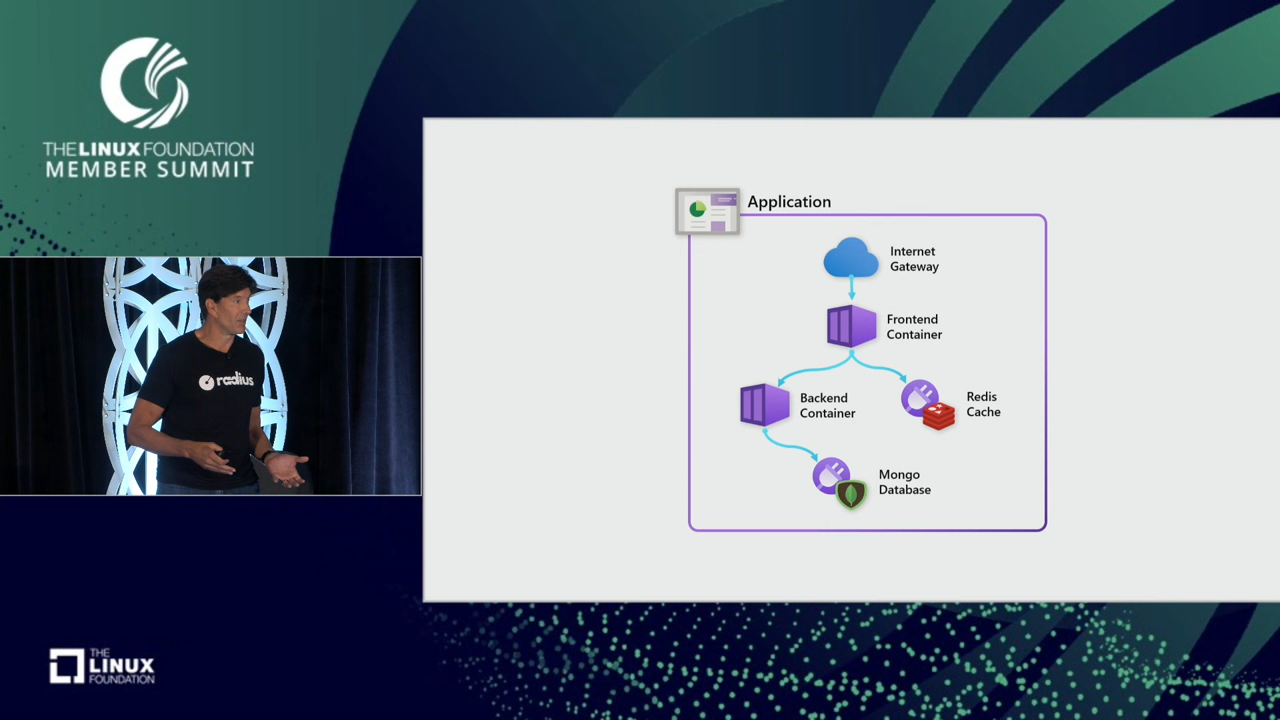 THE LINUX FOUNDATION
MEMBER SUMMIT
radius
Application
Internet
Gateway
Frontend
Container
Backend
Container
Redis
Cache
Mongo
Database
THE
LINUX
FOUNDATION